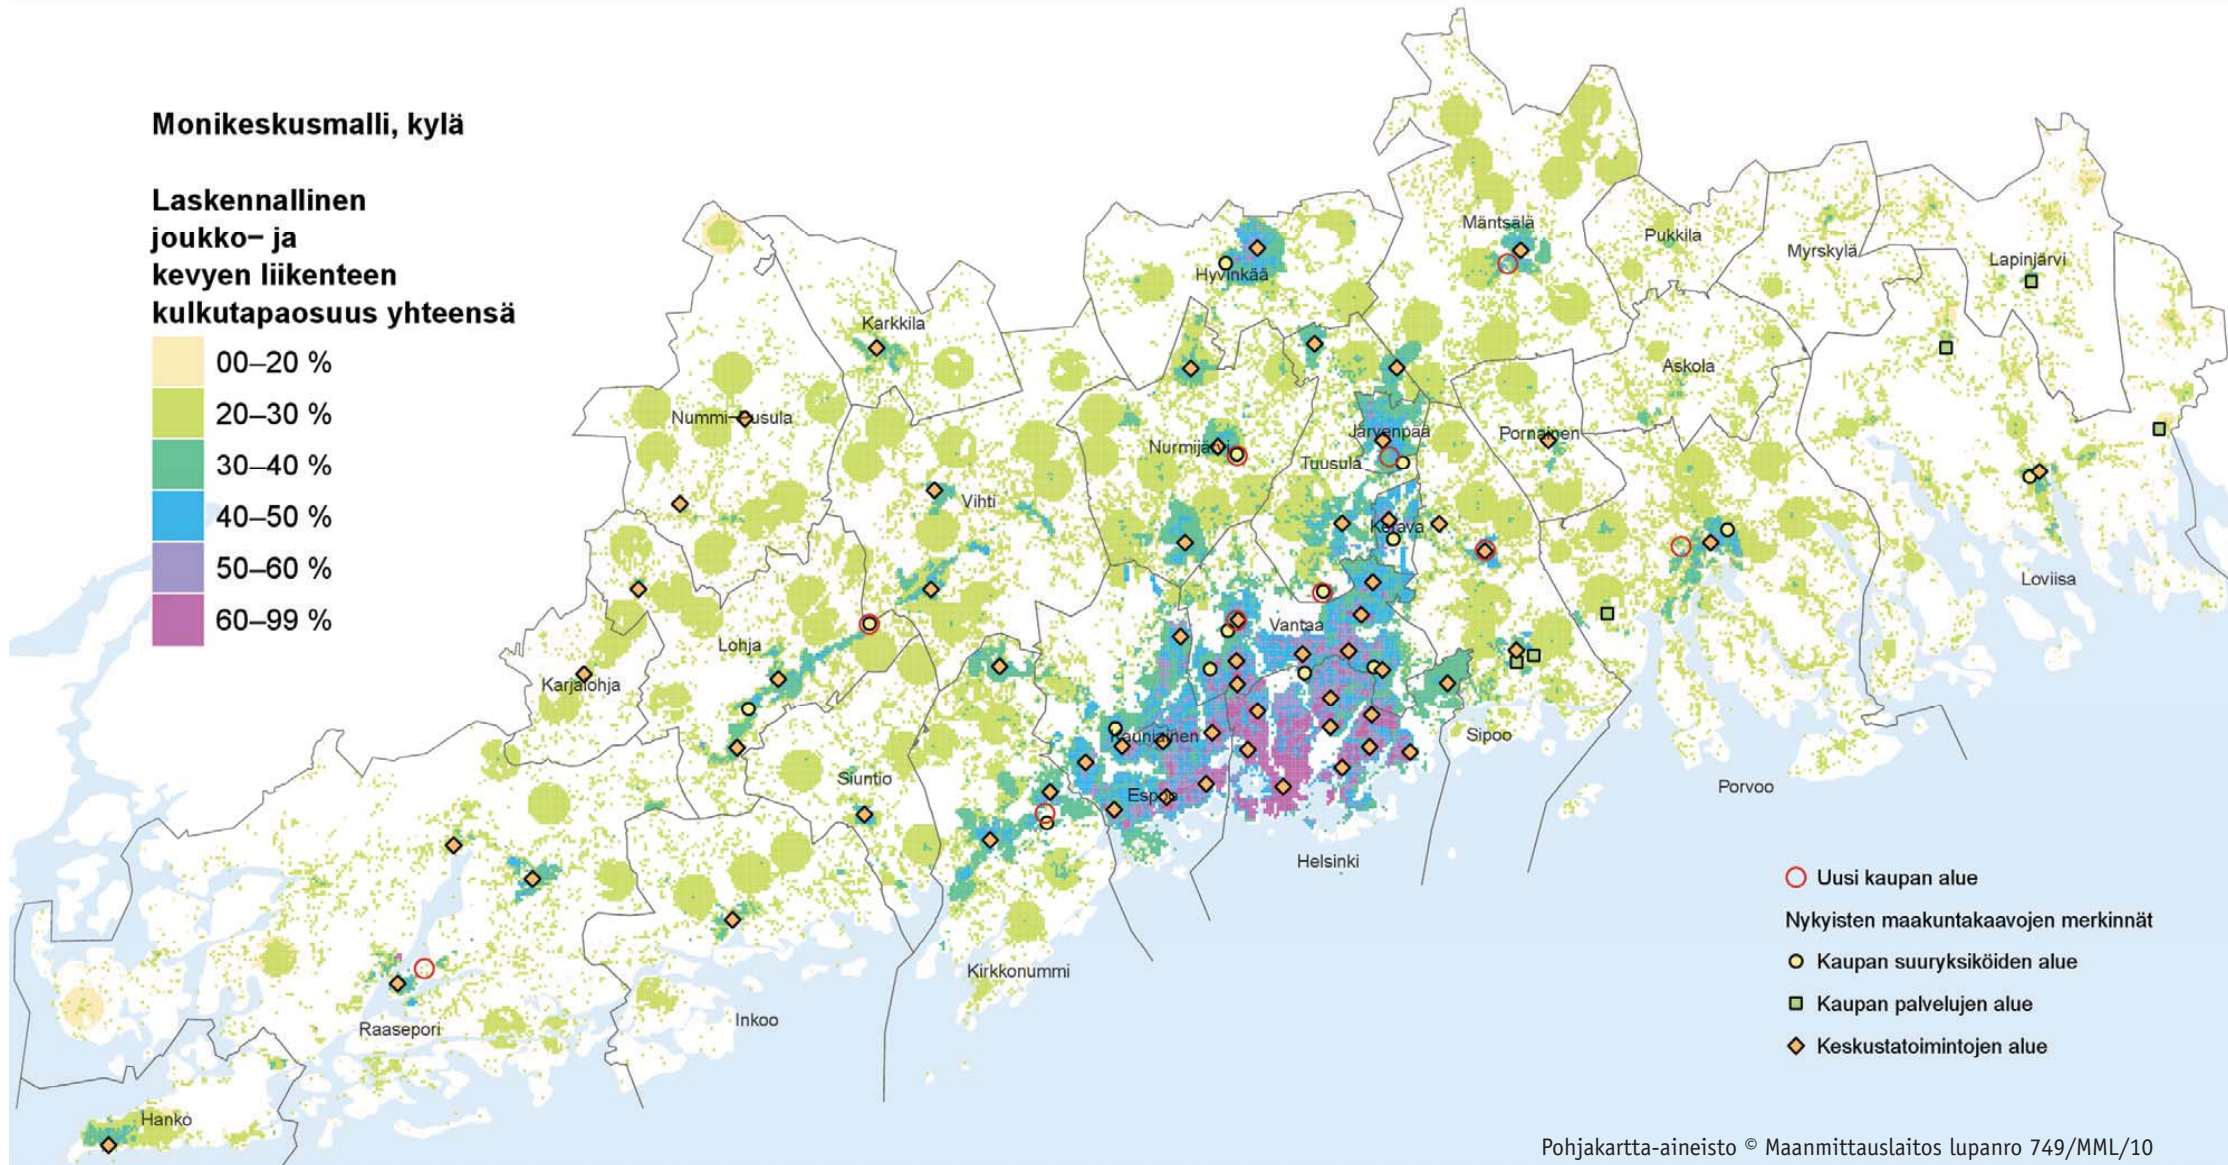 Monikeskusmalli, kylä
Laskennallinen
joukko– ja
kevyen liikenteen
kulkutapaosuus yhteensä
00–20 %
20–30 %
30–40 %
40–50 %
50–60 %
60–99 %
Mäntsälä
Pukkila
Myrskylä
Lapinjärvi
Hyvinkää
Karkkila
Askola
Nummi–Pusula
Nurmijärvi
Järvenpää
Pornainen
Tuusula
Vihti
Kerava
Loviisa
Vantaa
Lohja
Karjalohja
Kauniainen
Sipoo
Siuntio
Porvoo
Espoo
Helsinki
Kirkkonummi
Inkoo
Raasepori
Hanko
Uusi kaupan alue
Nykyisten maakuntakaavojen merkinnät
Kaupan suuryksiköiden alue
Kaupan palvelujen alue
Keskustatoimintojen alue
Pohjakartta-aineisto © Maanmittauslaitos lupanro 749/MML/10